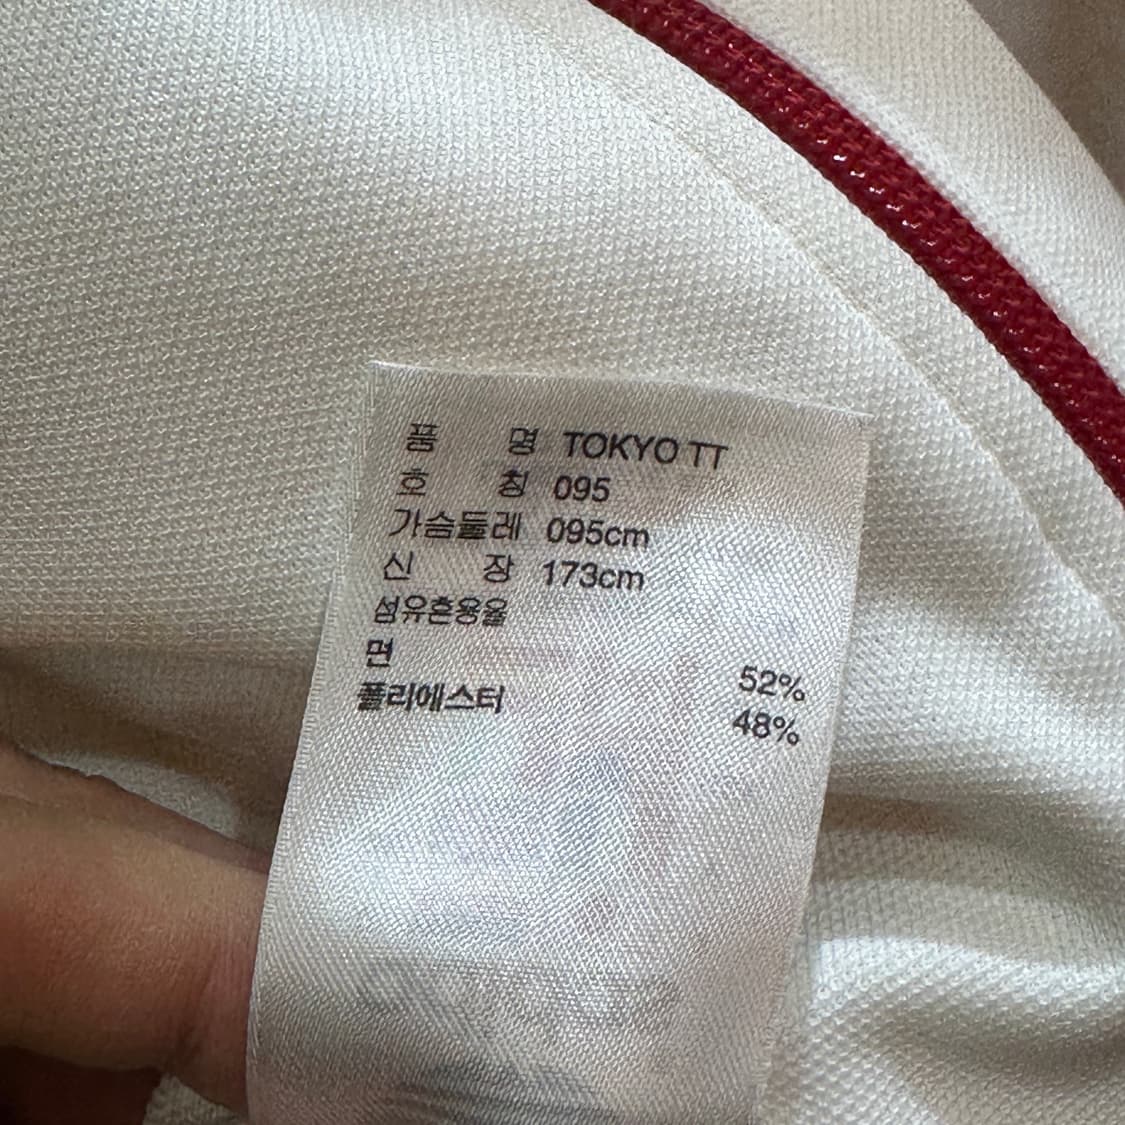 품 명 TOKYO TT
호 칭 095
가슴둘레 095cm
신 장 173cm
섬유혼용율
면 52%
폴리에스터 48%